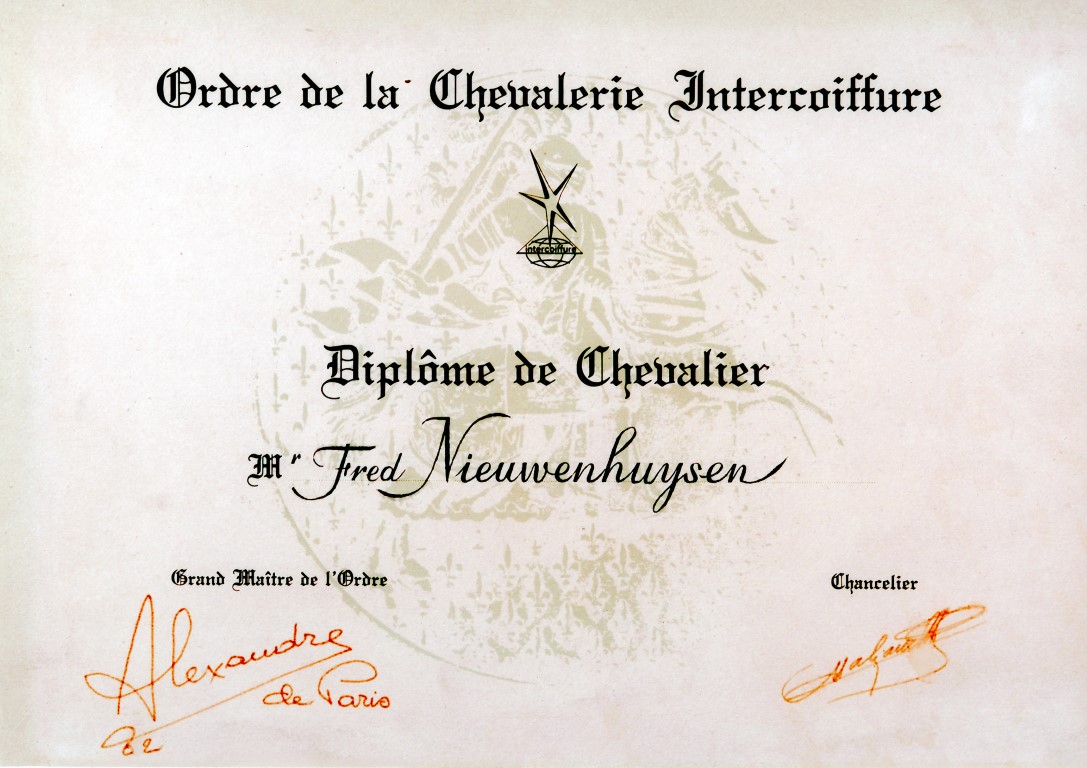 Ordre de la Chevalerie Intercoiffure
intercoiffure
Diplôme de Chevalier
Mr Fred Nieuwenhuysen
Grand Maître de l'Ordre
Chancelier
Alexandre
de Paris
82